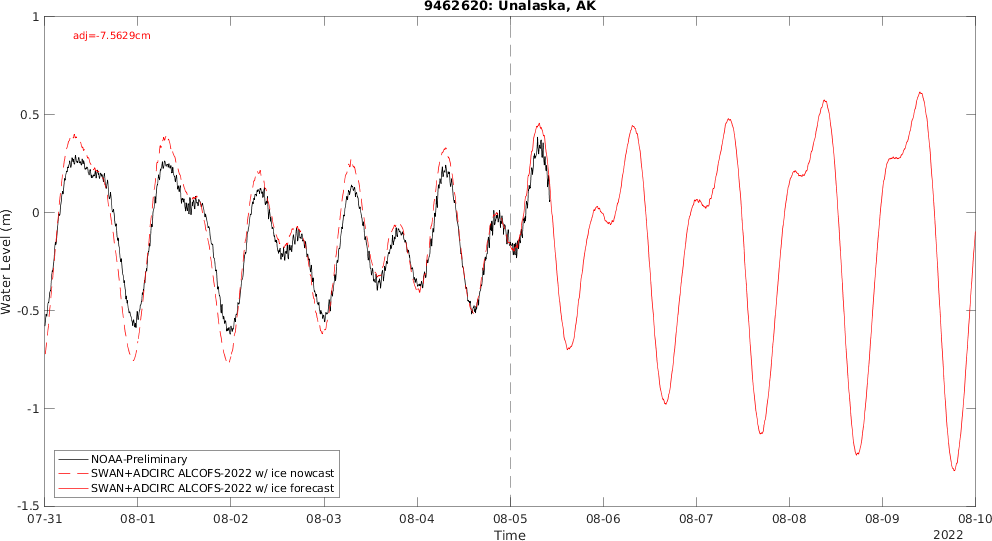 9462620: Unalaska, AK
adj=-7.5629cm
1
0.5
0
-0.5
-1
-1.5
Water Level (m)
NOAA-Preliminary
SWAN+ADCIRC ALCOFS-2022 w/ ice nowcast
SWAN+ADCIRC ALCOFS-2022 w/ ice forecast
07-31 08-01 08-02 08-03 08-04 08-05 08-06 08-07 08-08 08-09 08-10
Time
2022